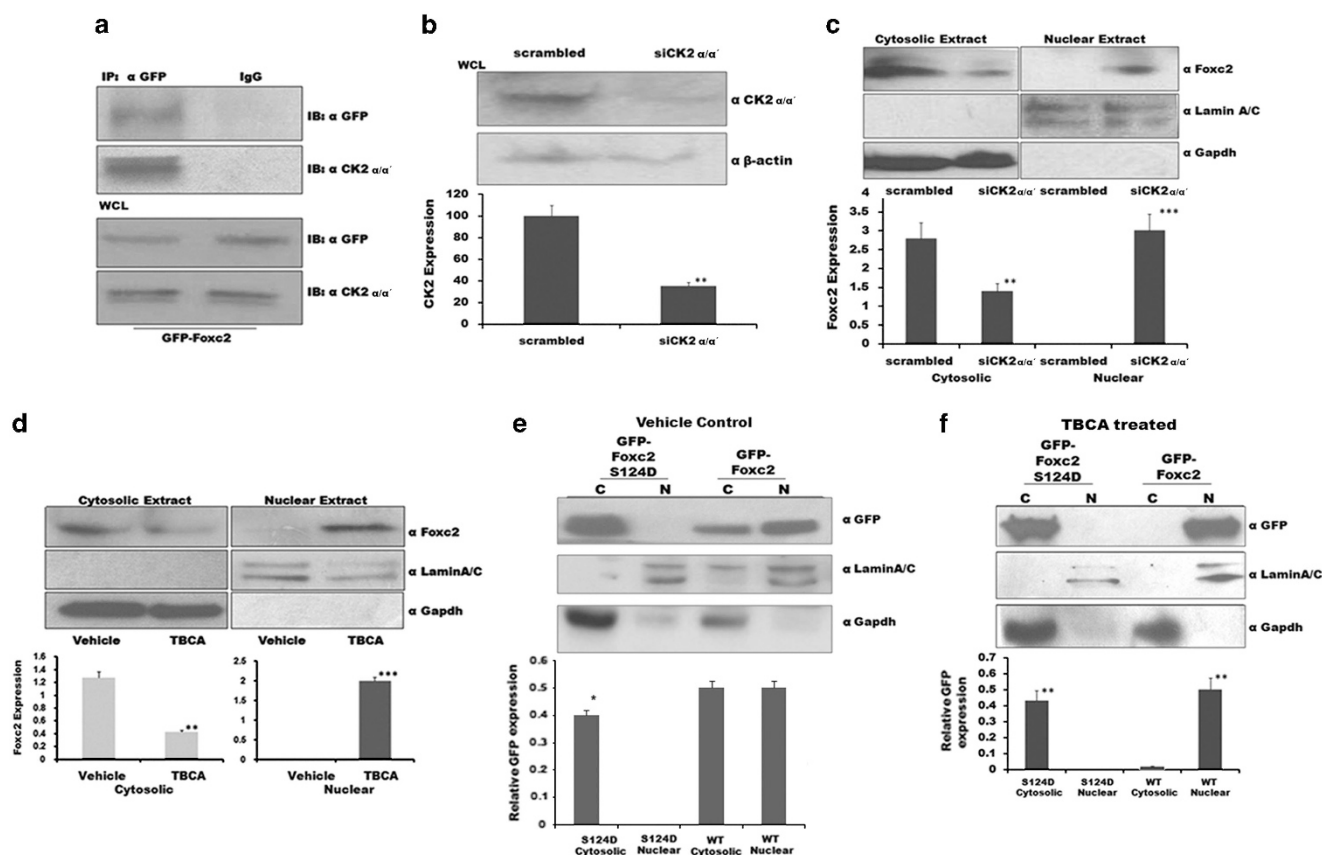 a
IP: α GFP IgG
IB: α GFP
IB: α CK2 α/α´
WCL
IB: α GFP
IB: α CK2 α/α´
GFP-Foxc2
b
scrambled siCK2 α/α´
WCL
α CK2 α/α´
α β-actin
CK2 Expression
120
100
80
60
40
20
0
**
scrambled siCK2 α/α´
c
Cytosolic Extract Nuclear Extract
α Foxc2
α Lamin A/C
α Gapdh
scrambled siCK2α/α´ scrambled siCK2α/α´
Foxc2 Expression
4
3.5
3
2.5
2
1.5
1
0.5
0
**
***
scrambled siCK2α/α´ scrambled siCK2α/α´
Cytosolic Nuclear
d
Cytosolic Extract Nuclear Extract
α Foxc2
α LaminA/C
α Gapdh
Vehicle TBCA Vehicle TBCA
Foxc2 Expression
1.6
1.4
1.2
1
0.8
0.6
0.4
0.2
0
**
Vehicle TBCA
Cytosolic
2.5
2
1.5
1
0.5
0
***
Vehicle TBCA
Nuclear
e
Vehicle Control
GFP-
Foxc2
S124D
GFP-
Foxc2
C N C N
α GFP
α LaminA/C
α Gapdh
Relative GFP expression
0.6
0.5
0.4
0.3
0.2
0.1
0
*
S124D
Cytosolic
S124D
Nuclear
WT
Cytosolic
WT
Nuclear
f
TBCA treated
GFP-
Foxc2
S124D
GFP-
Foxc2
C N C N
α GFP
α LaminA/C
α Gapdh
Relative GFP
expression
0.7
0.6
0.5
0.4
0.3
0.2
0.1
0
**
**
S124D
Cytosolic
S124D
Nuclear
WT
Cytosolic
WT
Nuclear